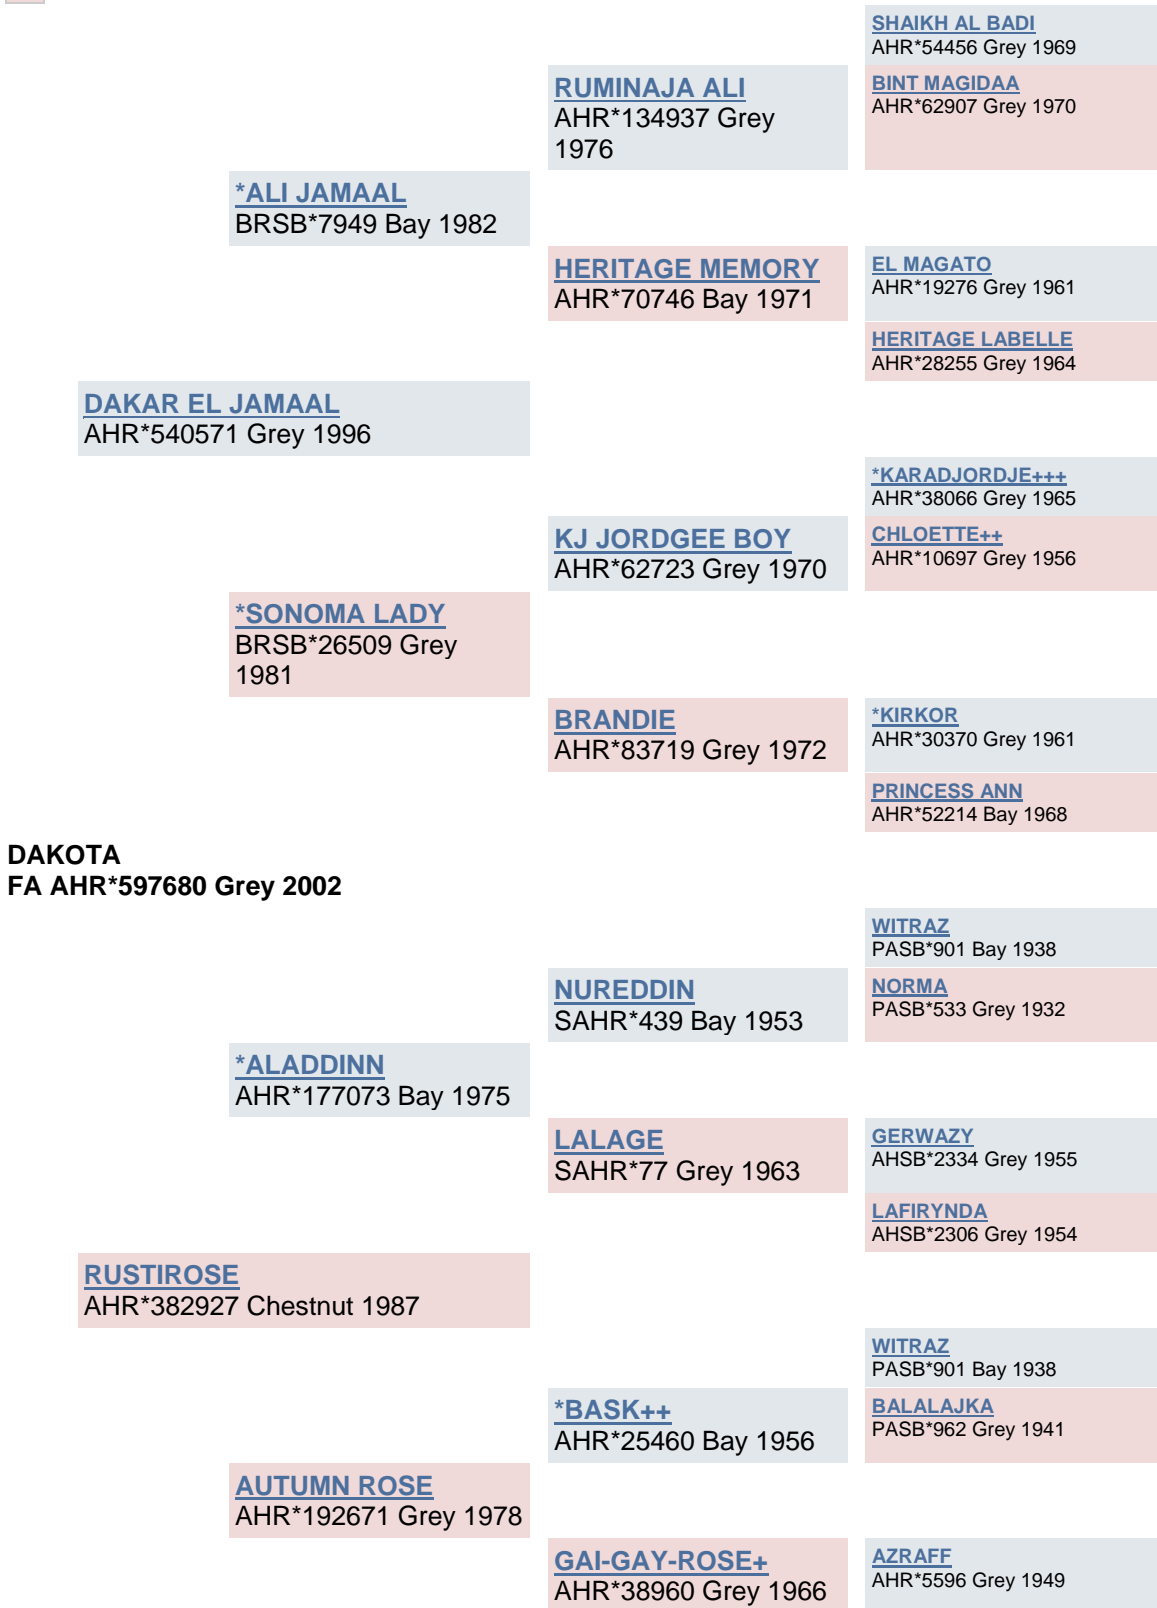 SHAIKH AL BADI
AHR*54456 Grey 1969
RUMINAJA ALI
AHR*134937 Grey
1976
BINT MAGIDAA
AHR*62907 Grey 1970
*ALI JAMAAL
BRSB*7949 Bay 1982
HERITAGE MEMORY
AHR*70746 Bay 1971
EL MAGATO
AHR*19276 Grey 1961
HERITAGE LABELLE
AHR*28255 Grey 1964
DAKAR EL JAMAAL
AHR*540571 Grey 1996
*KARADJORDJE+++
AHR*38066 Grey 1965
KJ JORDGEE BOY
AHR*62723 Grey 1970
CHLOETTE++
AHR*10697 Grey 1956
*SONOMA LADY
BRSB*26509 Grey
1981
BRANDIE
AHR*83719 Grey 1972
*KIRKOR
AHR*30370 Grey 1961
PRINCESS ANN
AHR*52214 Bay 1968
DAKOTA
FA AHR*597680 Grey 2002
WITRAZ
PASB*901 Bay 1938
NUREDDIN
SAHR*439 Bay 1953
NORMA
PASB*533 Grey 1932
*ALADDINN
AHR*177073 Bay 1975
LALAGE
SAHR*77 Grey 1963
GERWAZY
AHSB*2334 Grey 1955
LAFIRYNDA
AHSB*2306 Grey 1954
RUSTIROSE
AHR*382927 Chestnut 1987
WITRAZ
PASB*901 Bay 1938
*BASK++
AHR*25460 Bay 1956
BALALAJKA
PASB*962 Grey 1941
AUTUMN ROSE
AHR*192671 Grey 1978
GAI-GAY-ROSE+
AHR*38960 Grey 1966
AZRAFF
AHR*5596 Grey 1949